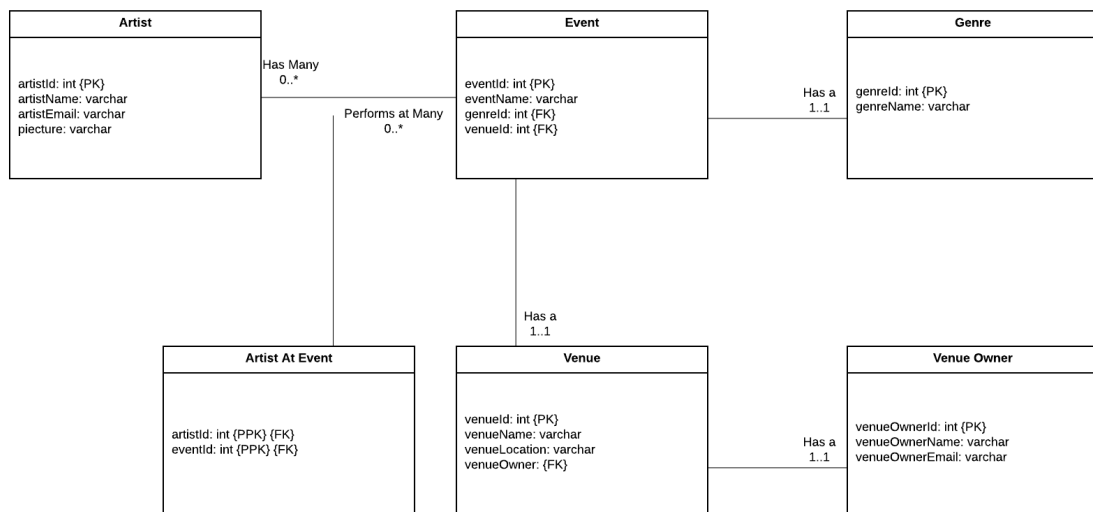 Artist
artistId: int {PK}
artistName: varchar
artistEmail: varchar
piecture: varchar
Has Many
0..*
Performs at Many
0..*
Event
eventId: int {PK}
eventName: varchar
genreId: int {FK}
venueId: int {FK}
Has a
1..1
Genre
genreId: int {PK}
genreName: varchar
Has a
1..1
Artist At Event
artistId: int {PPK} {FK}
eventId: int {PPK} {FK}
Venue
venueId: int {PK}
venueName: varchar
venueLocation: varchar
venueOwner: {FK}
Has a
1..1
Venue Owner
venueOwnerId: int {PK}
venueOwnerName: varchar
venueOwnerEmail: varchar